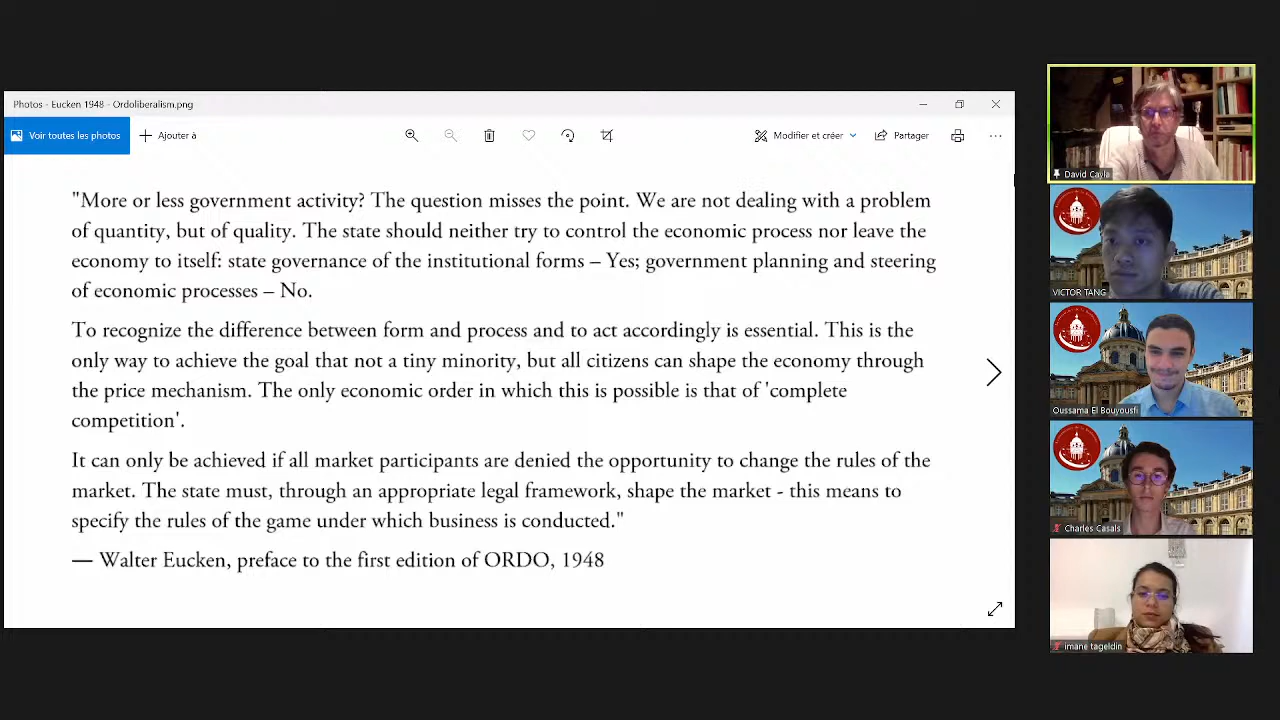 Photos - Eucken 1948 - Ordoliberalism.png
Voir toutes les photos
Ajouter à
Modifier et créer
Partager
"More or less government activity? The question misses the point. We are not dealing with a problem
of quantity, but of quality. The state should neither try to control the economic process nor leave the
economy to itself: state governance of the institutional forms – Yes; government planning and steering
of economic processes – No.
To recognize the difference between form and process and to act accordingly is essential. This is the
only way to achieve the goal that not a tiny minority, but all citizens can shape the economy through
the price mechanism. The only economic order in which this is possible is that of 'complete
competition'.
It can only be achieved if all market participants are denied the opportunity to change the rules of the
market. The state must, through an appropriate legal framework, shape the market - this means to
specify the rules of the game under which business is conducted."
— Walter Eucken, preface to the first edition of ORDO, 1948
David Cayla
VICTOR TANG
Oussama El Bouyousfi
Charles Casals
imane tageldin